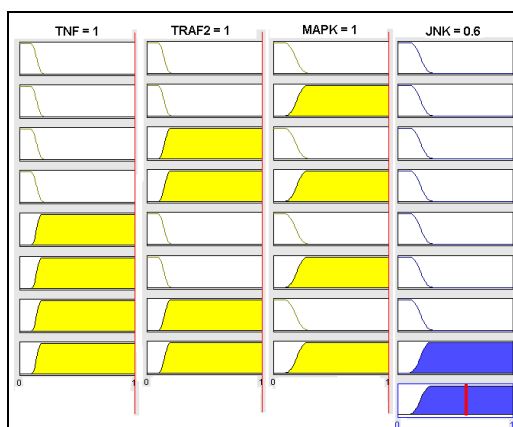 TNF = 1 TRAF2 = 1 MAPK = 1 JNK = 0.6
0 1 0 1 0 1
0 1